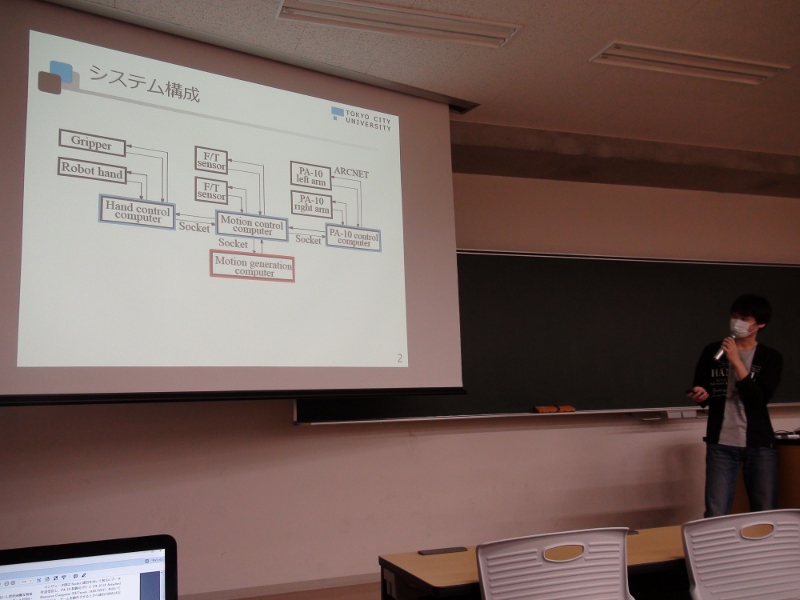 システム構成
TOKYO CITY
UNIVERSITY
Gripper
Robot hand
F/T
sensor
F/T
sensor
PA-10
left arm
ARCNET
PA-10
right arm
Hand control
computer
Socket
Motion control
computer
Socket
PA-10 control
computer
Socket
Motion generation
computer
2